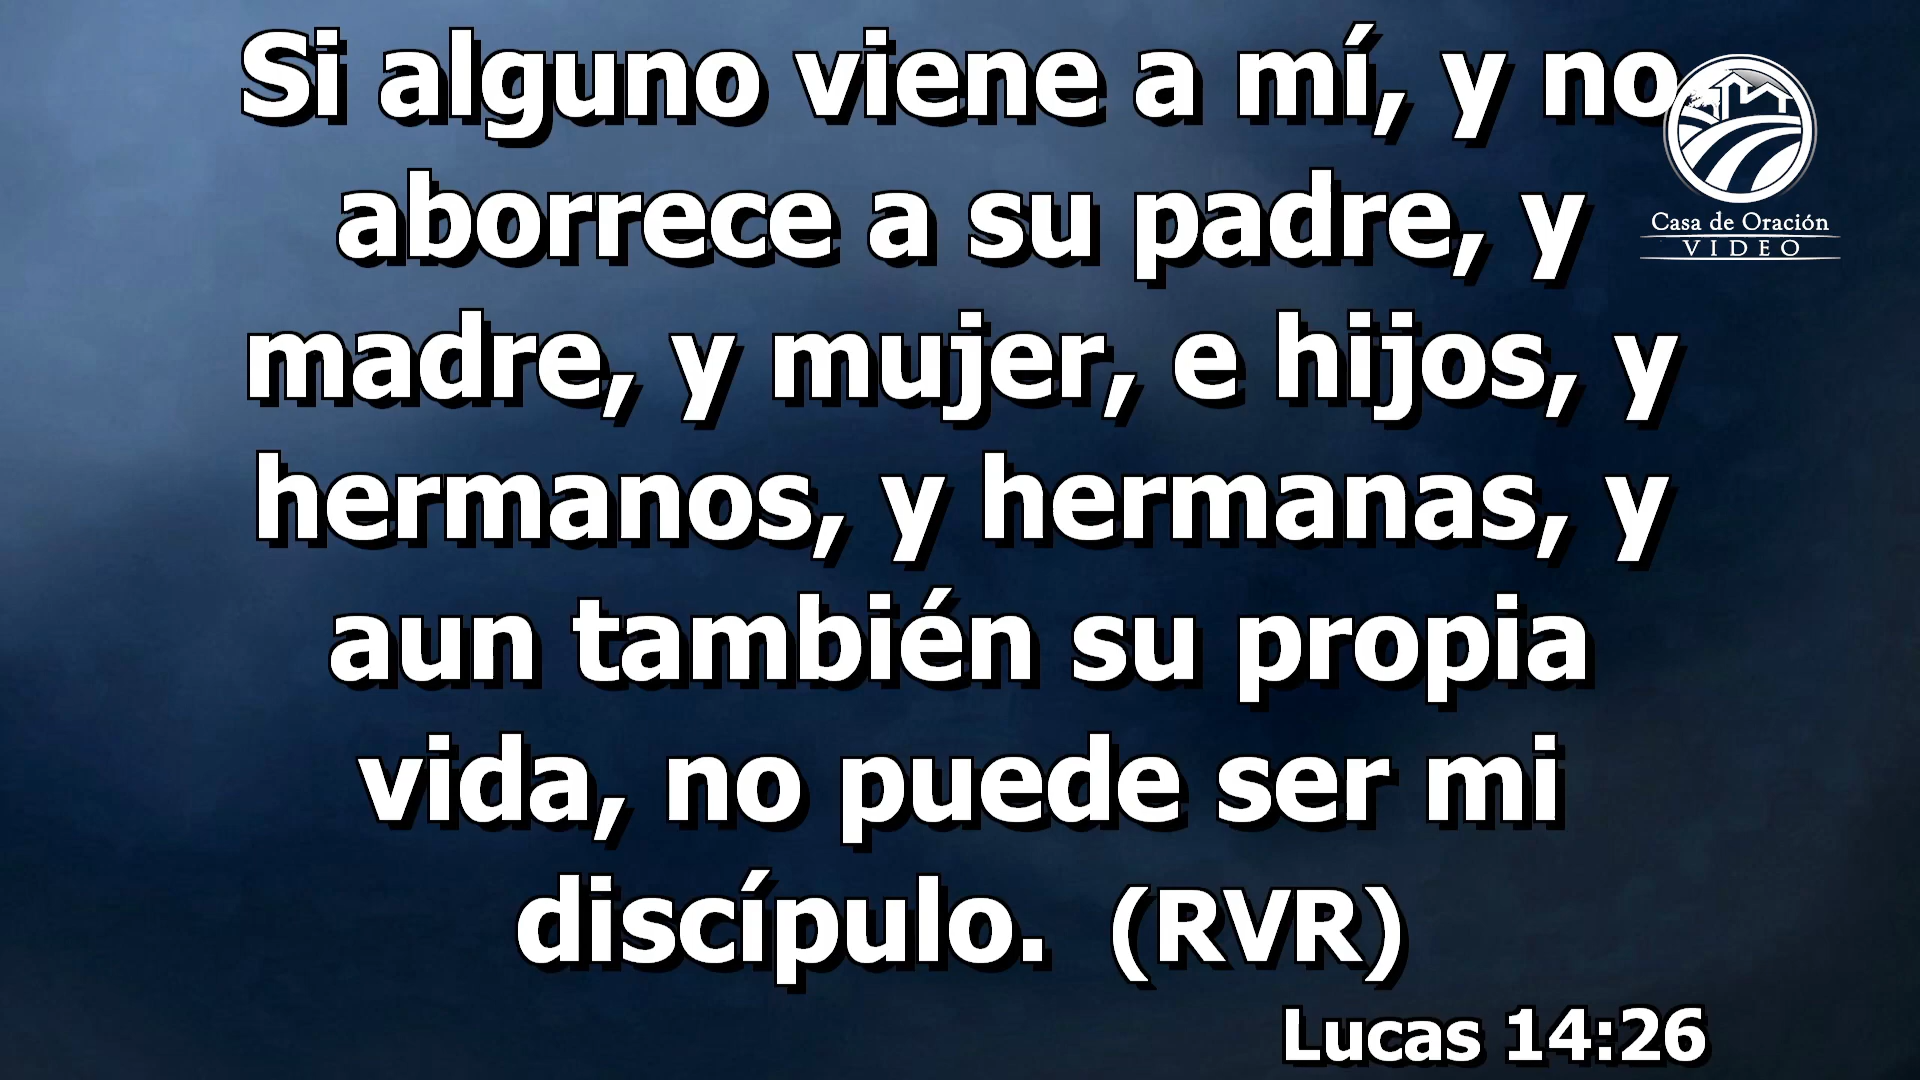 Si alguno viene a mí, y no
aborrece a su padre, y
madre, y mujer, e hijos, y
hermanos, y hermanas, y
aun también su propia
vida, no puede ser mi
discípulo.  (RVR)
Lucas 14:26
Casa de Oración
VIDEO